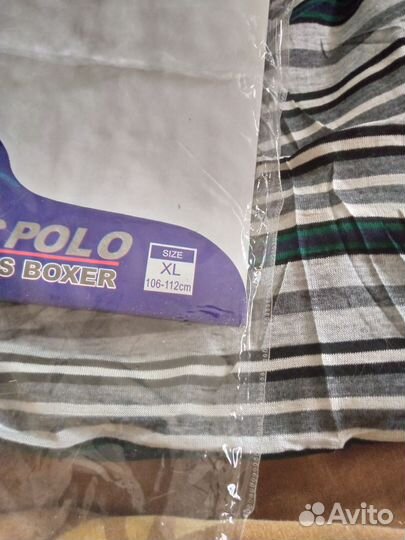 POLO
S BOXER
SIZE
XL
106-112cm
Avito